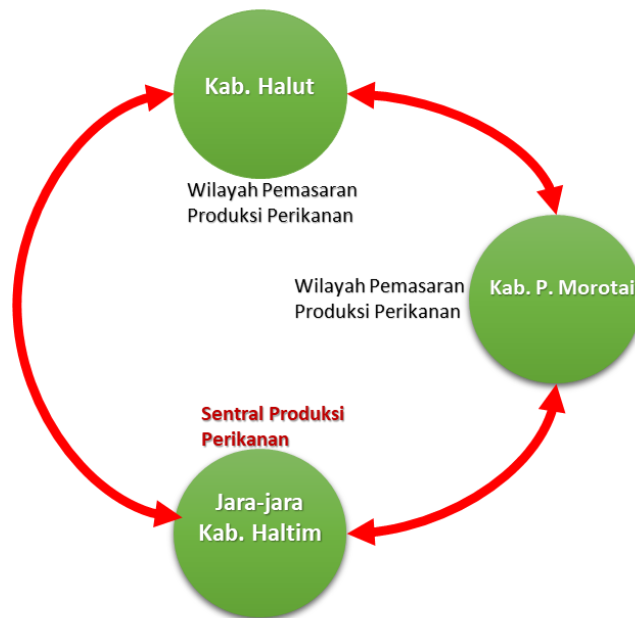 Kab. Halut
Wilayah Pemasaran
Produksi Perikanan
Wilayah Pemasaran
Produksi Perikanan
Kab. P. Morotai
Sentral Produksi
Perikanan
Jara-jara
Kab. Haltim